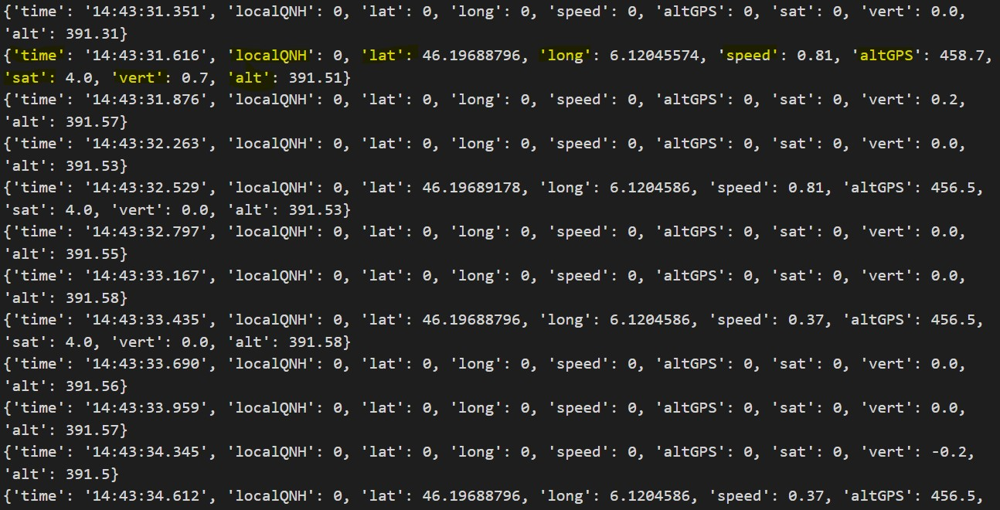 {'time': '14:43:31.351', 'localQNH': 0, 'lat': 0, 'long': 0, 'speed': 0, 'altGPS': 0, 'sat': 0, 'vert': 0.0,
'alt': 391.31}
{'time': '14:43:31.616', 'localQNH': 0, 'lat': 46.19688796, 'long': 6.12045574, 'speed': 0.81, 'altGPS': 458.7,
'sat': 4.0, 'vert': 0.7, 'alt': 391.51}
{'time': '14:43:31.876', 'localQNH': 0, 'lat': 0, 'long': 0, 'speed': 0, 'altGPS': 0, 'sat': 0, 'vert': 0.2,
'alt': 391.57}
{'time': '14:43:32.263', 'localQNH': 0, 'lat': 0, 'long': 0, 'speed': 0, 'altGPS': 0, 'sat': 0, 'vert': 0.0,
'alt': 391.53}
{'time': '14:43:32.529', 'localQNH': 0, 'lat': 46.19689178, 'long': 6.1204586, 'speed': 0.81, 'altGPS': 456.5,
'sat': 4.0, 'vert': 0.0, 'alt': 391.53}
{'time': '14:43:32.797', 'localQNH': 0, 'lat': 0, 'long': 0, 'speed': 0, 'altGPS': 0, 'sat': 0, 'vert': 0.0,
'alt': 391.55}
{'time': '14:43:33.167', 'localQNH': 0, 'lat': 0, 'long': 0, 'speed': 0, 'altGPS': 0, 'sat': 0, 'vert': 0.0,
'alt': 391.58}
{'time': '14:43:33.435', 'localQNH': 0, 'lat': 46.19688796, 'long': 6.1204586, 'speed': 0.37, 'altGPS': 456.5,
'sat': 4.0, 'vert': 0.0, 'alt': 391.58}
{'time': '14:43:33.690', 'localQNH': 0, 'lat': 0, 'long': 0, 'speed': 0, 'altGPS': 0, 'sat': 0, 'vert': 0.0,
'alt': 391.56}
{'time': '14:43:33.959', 'localQNH': 0, 'lat': 0, 'long': 0, 'speed': 0, 'altGPS': 0, 'sat': 0, 'vert': 0.0,
'alt': 391.57}
{'time': '14:43:34.345', 'localQNH': 0, 'lat': 0, 'long': 0, 'speed': 0, 'altGPS': 0, 'sat': 0, 'vert': -0.2,
'alt': 391.5}
{'time': '14:43:34.612', 'localQNH': 0, 'lat': 46.19688796, 'long': 6.1204586, 'speed': 0.37, 'altGPS': 456.5,